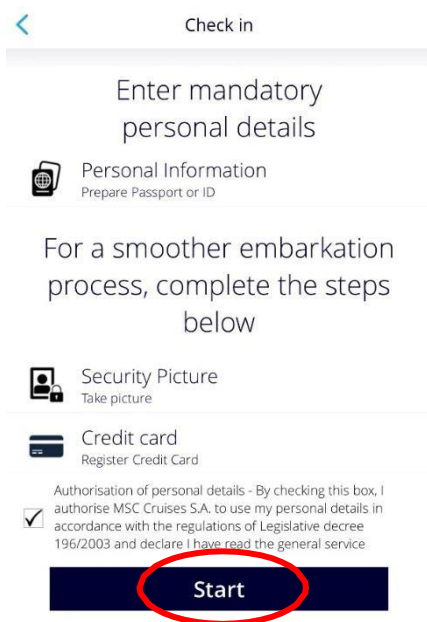 Check in
Enter mandatory
personal details
Personal Information
Prepare Passport or ID
For a smoother embarkation
process, complete the steps
below
Security Picture
Take picture
Credit card
Register Credit Card
Authorisation of personal details - By checking this box, I
authorise MSC Cruises S.A. to use my personal details in
accordance with the regulations of Legislative decree
196/2003 and declare I have read the general service
Start